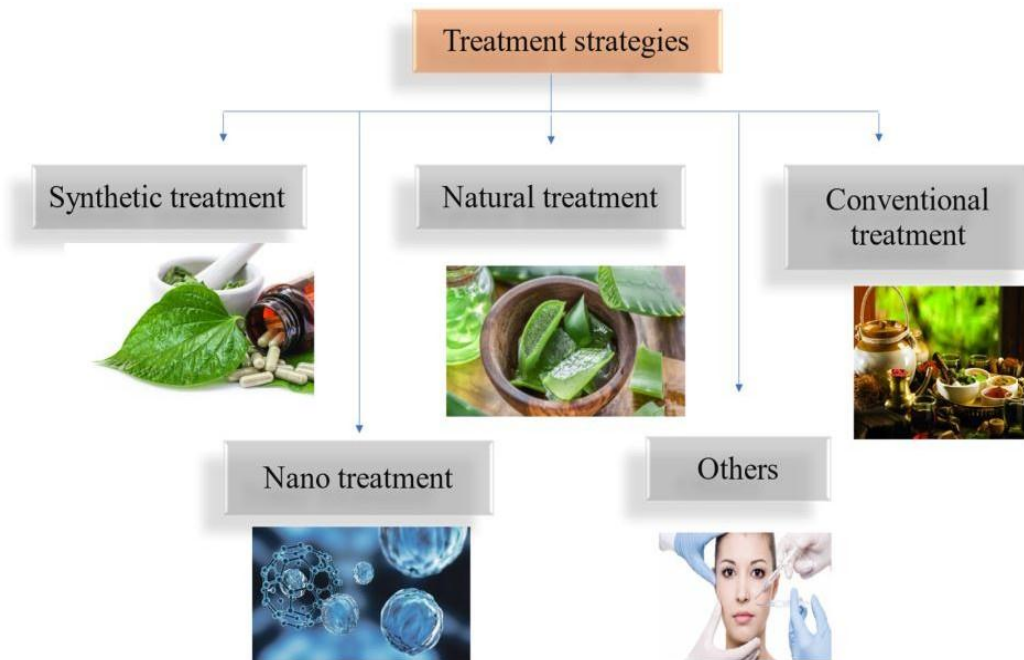 Treatment strategies
Synthetic treatment
Natural treatment
Conventional
treatment
Nano treatment
Others